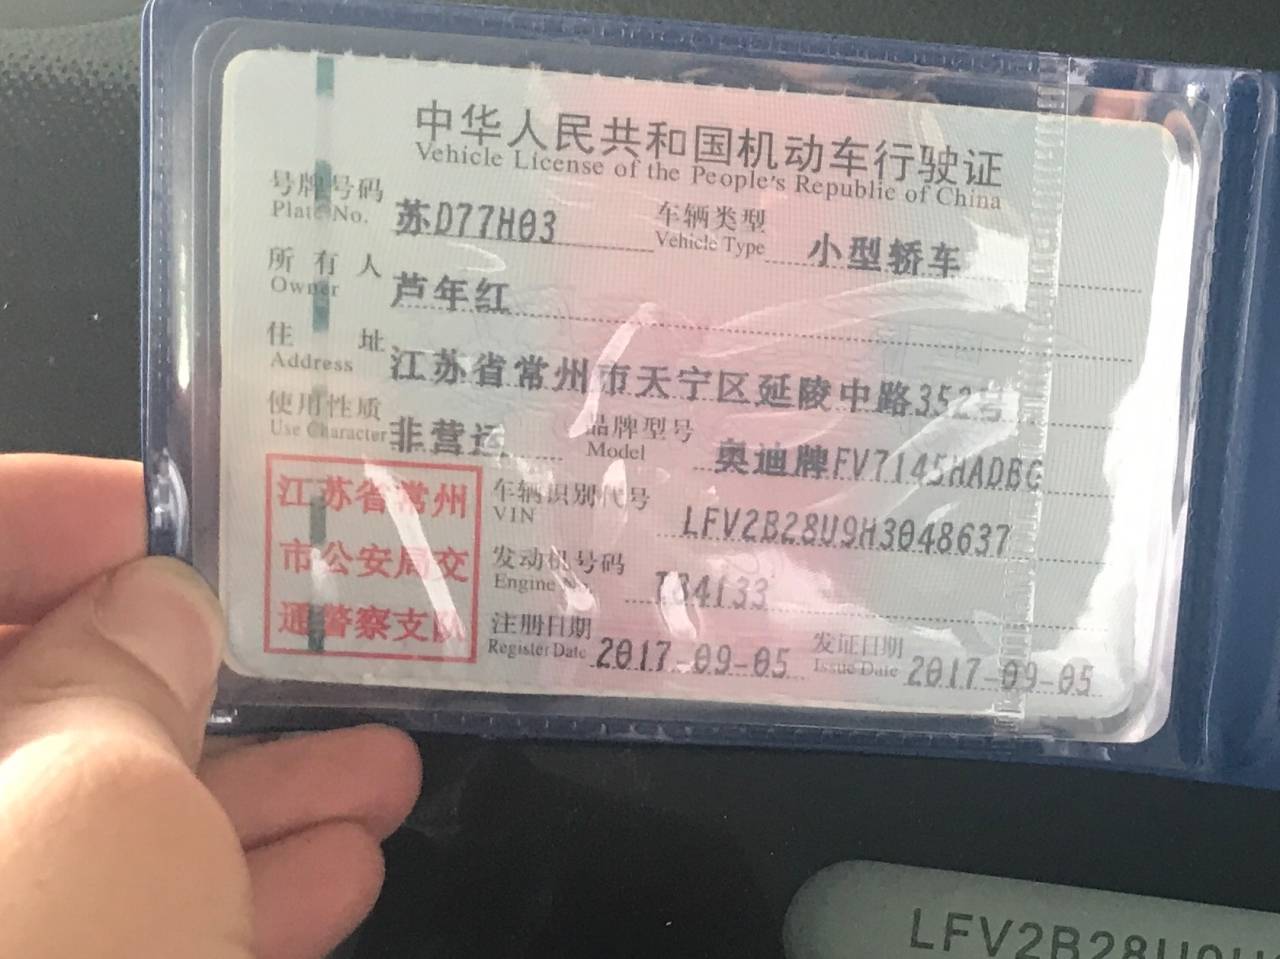 中华人民共和国机动车行驶证
Vehicle License of the People's Republic of China
号牌号码 苏D77H03 车辆类型 小型轿车
Plate No. Vehicle Type
所有人 芦年红
Owner
住址 江苏省常州市天宁区延陵中路352号
Address
使用性质 非营运 品牌型号 奥迪牌FV7145HADBG
Use Character Model
江苏省常州
市公安局交
通警察支队
车辆识别代号 LFV2B28U9H3048637
VIN
发动机号码 T84133
Engine No.
注册日期 2017-09-05 发证日期 2017-09-05
Register Date Issue Date
LFV2B28U9H